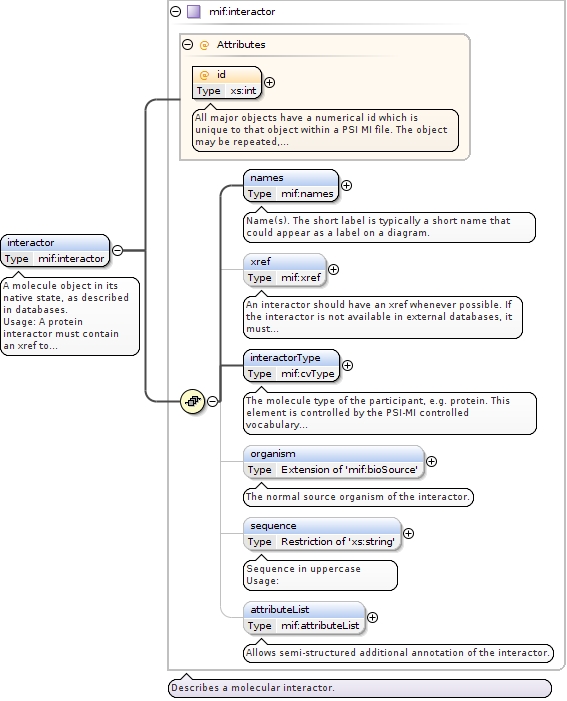 mif:interactor
@ Attributes
@ id
Type xs:int
All major objects have a numerical id which is
unique to that object within a PSI MI file. The object
may be repeated,...
names
Type mif:names
Name(s). The short label is typically a short name that
could appear as a label on a diagram.
interactor
Type mif:interactor
A molecule object in its
native state, as described
in databases.
Usage: A protein
interactor must contain
an xref to...
xref
Type mif:xref
An interactor should have an xref whenever possible. If
the interactor is not available in external databases, it
must...
interactorType
Type mif:cvType
The molecule type of the participant, e.g. protein. This
element is controlled by the PSI-MI controlled
vocabulary...
organism
Type Extension of 'mif:bioSource'
The normal source organism of the interactor.
sequence
Type Restriction of 'xs:string'
Sequence in uppercase
Usage:
attributeList
Type mif:attributeList
Allows semi-structured additional annotation of the interactor.
Describes a molecular interactor.